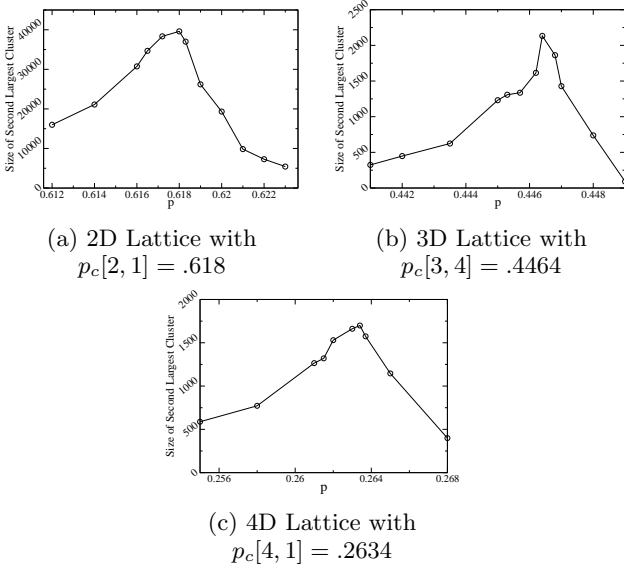 40000
30000
20000
10000
0
Size of Second Largest Cluster
0.612 0.614 0.616 0.618 0.62 0.622
p
(a) 2D Lattice with
p_c[2, 1] = .618
2500
2000
1500
1000
500
0
Size of Second Largest Cluster
0.442 0.444 0.446 0.448
p
(b) 3D Lattice with
p_c[3, 4] = .4464
2000
1500
1000
500
0
Size of Second Largest Cluster
0.256 0.26 0.264 0.268
p
(c) 4D Lattice with
p_c[4, 1] = .2634